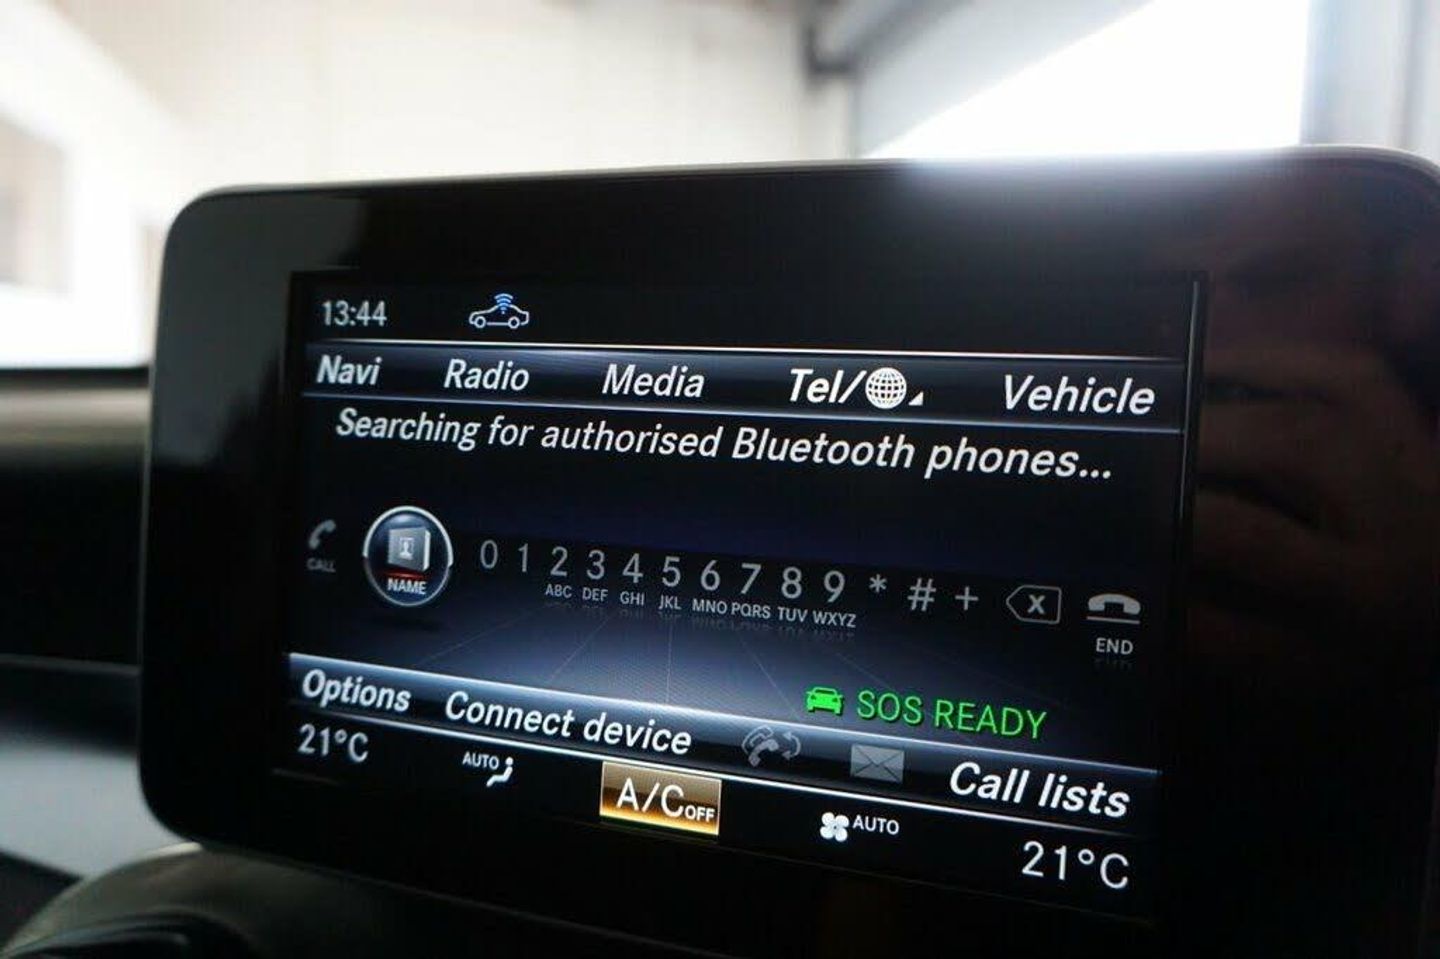 13:44
Navi Radio Media Tel/ Vehicle
Searching for authorised Bluetooth phones...
CALL NAME 0 1 2 3 4 5 6 7 8 9 * # + X END
ABC DEF GHI JKL MNO PQRS TUV WXYZ
SOS READY
Options Connect device Call lists
21°C AUTO A/C OFF AUTO 21°C